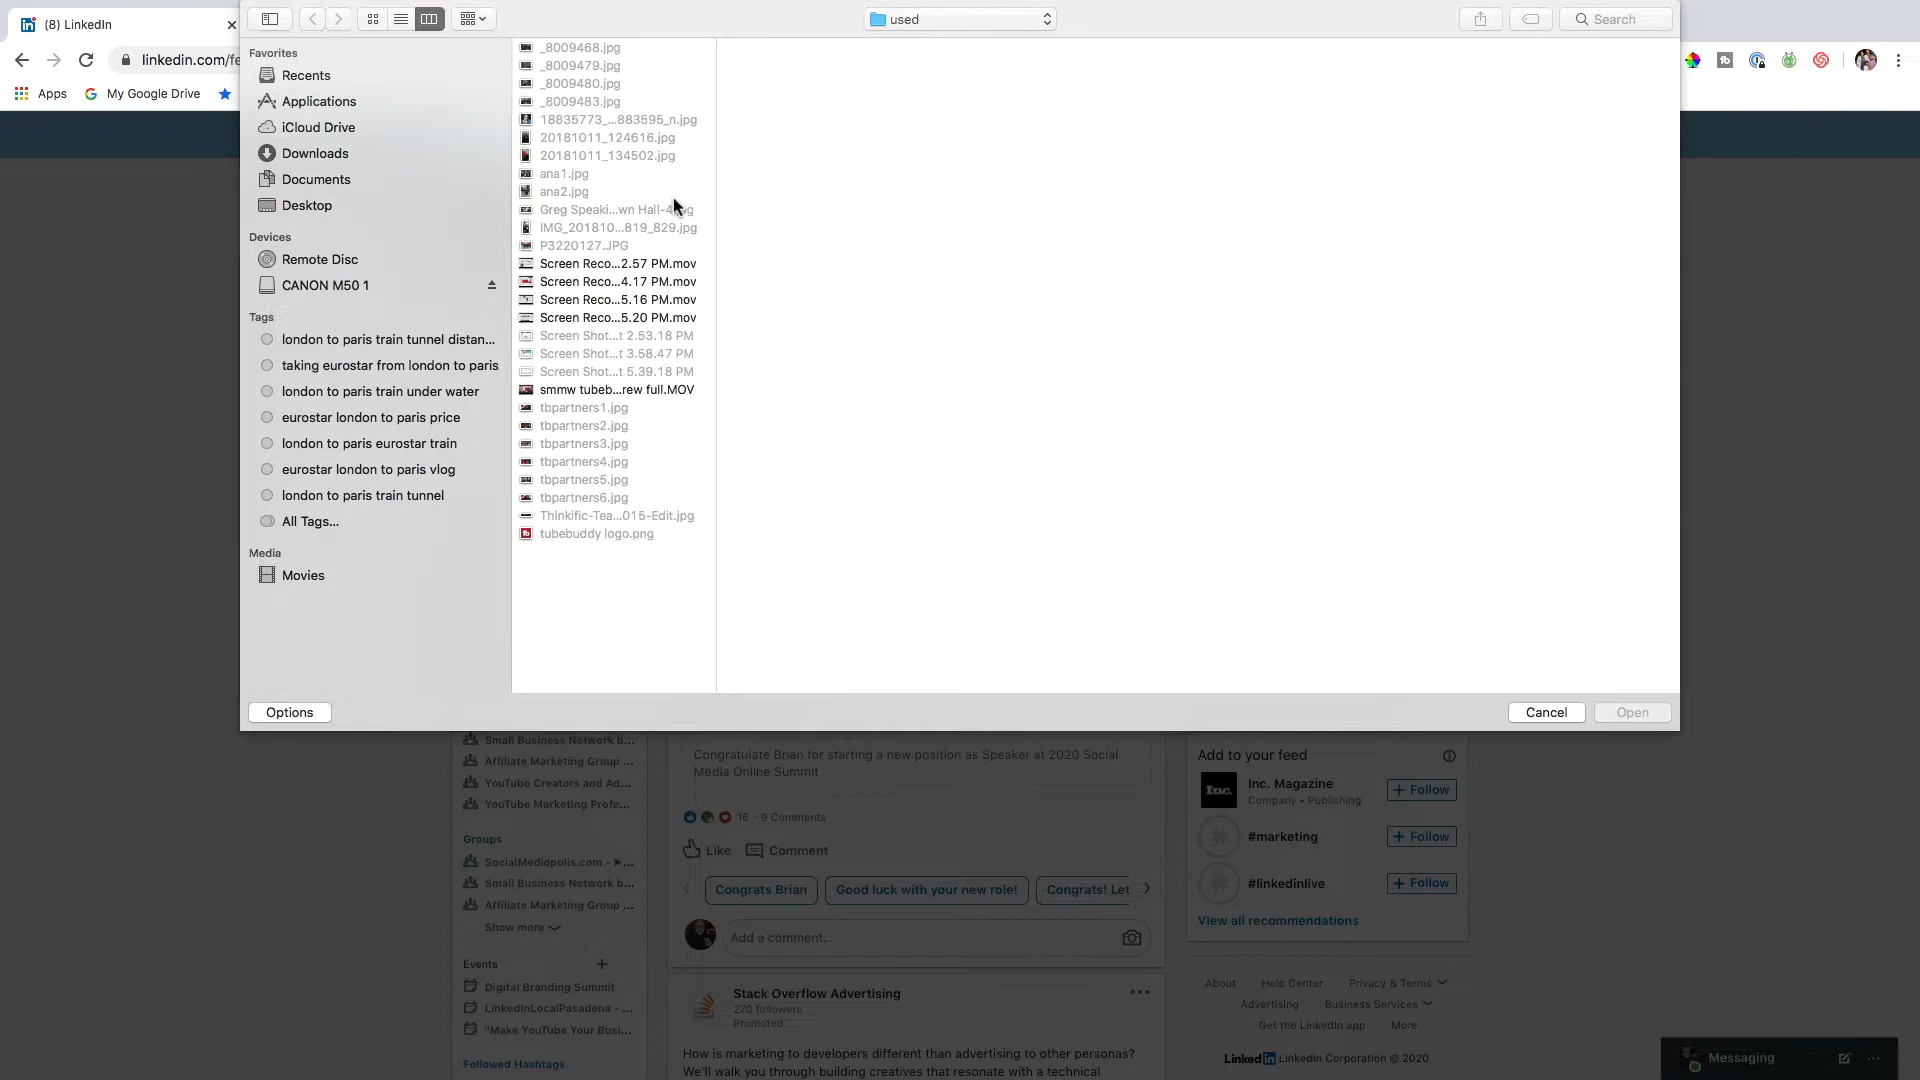 (8) LinkedIn
linkedin.com/fe
Apps
My Google Drive
used
Search
Favorites
Recents
Applications
iCloud Drive
Downloads
Documents
Desktop
Devices
Remote Disc
CANON M50 1
Tags
london to paris train tunnel distan...
taking eurostar from london to paris
london to paris train under water
eurostar london to paris price
london to paris eurostar train
eurostar london to paris vlog
london to paris train tunnel
All Tags...
Media
Movies
_8009468.jpg
_8009479.jpg
_8009480.jpg
_8009483.jpg
18835773_...883595_n.jpg
20181011_124616.jpg
20181011_134502.jpg
ana1.jpg
ana2.jpg
Greg Speaki...wn Hall-4.jpg
IMG_201810...819_829.jpg
P3220127.JPG
Screen Reco...2.57 PM.mov
Screen Reco...4.17 PM.mov
Screen Reco...5.16 PM.mov
Screen Reco...5.20 PM.mov
Screen Shot...t 2.53.18 PM
Screen Shot...t 3.58.47 PM
Screen Shot...t 5.39.18 PM
smmw tubeb...rew full.MOV
tbpartners1.jpg
tbpartners2.jpg
tbpartners3.jpg
tbpartners4.jpg
tbpartners5.jpg
tbpartners6.jpg
Thinkific-Tea...015-Edit.jpg
tubebuddy logo.png
Options
Cancel
Open
Small Business Network b...
Affiliate Marketing Group ...
YouTube Creators and Ad...
YouTube Marketing Profe...
Groups
SocialMediopolis.com - ►...
Small Business Network b...
Affiliate Marketing Group ...
Show more
Events
Digital Branding Summit
LinkedInLocalPasadena - ...
"Make YouTube Your Busi...
Followed Hashtags
Congratulate Brian for starting a new position as Speaker at 2020 Social
Media Online Summit
16 · 9 Comments
Like
Comment
Congrats Brian
Good luck with your new role!
Congrats! Let
Add a comment...
Stack Overflow Advertising
270 followers
Promoted
How is marketing to developers different than advertising to other personas?
We'll walk you through building creatives that resonate with a technical
Add to your feed
Inc.
Inc. Magazine
Company • Publishing
+ Follow
#marketing
+ Follow
#linkedinlive
+ Follow
View all recommendations
About
Help Center
Privacy & Terms
Advertising
Business Services
Get the LinkedIn app
More
LinkedIn LinkedIn Corporation © 2020
Messaging